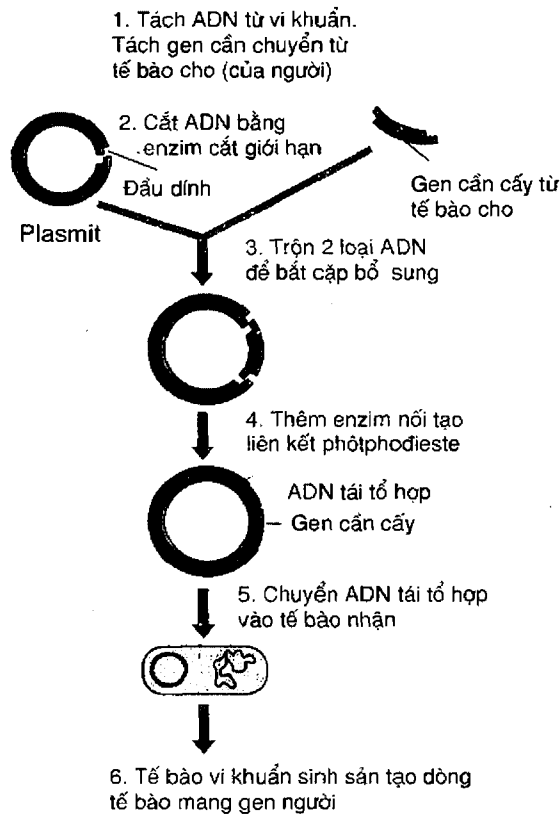 1. Tách ADN từ vi khuẩn.
Tách gen cần chuyển từ
tế bào cho (của người)
2. Cắt ADN bằng
enzim cắt giới hạn
Đầu dính
Plasmit
Gen cần cấy từ
tế bào cho
3. Trộn 2 loại ADN
để bắt cặp bổ sung
4. Thêm enzim nối tạo
liên kết phôtphođieste
ADN tái tổ hợp
Gen cần cấy
5. Chuyển ADN tái tổ hợp
vào tế bào nhận
6. Tế bào vi khuẩn sinh sản tạo dòng
tế bào mang gen người